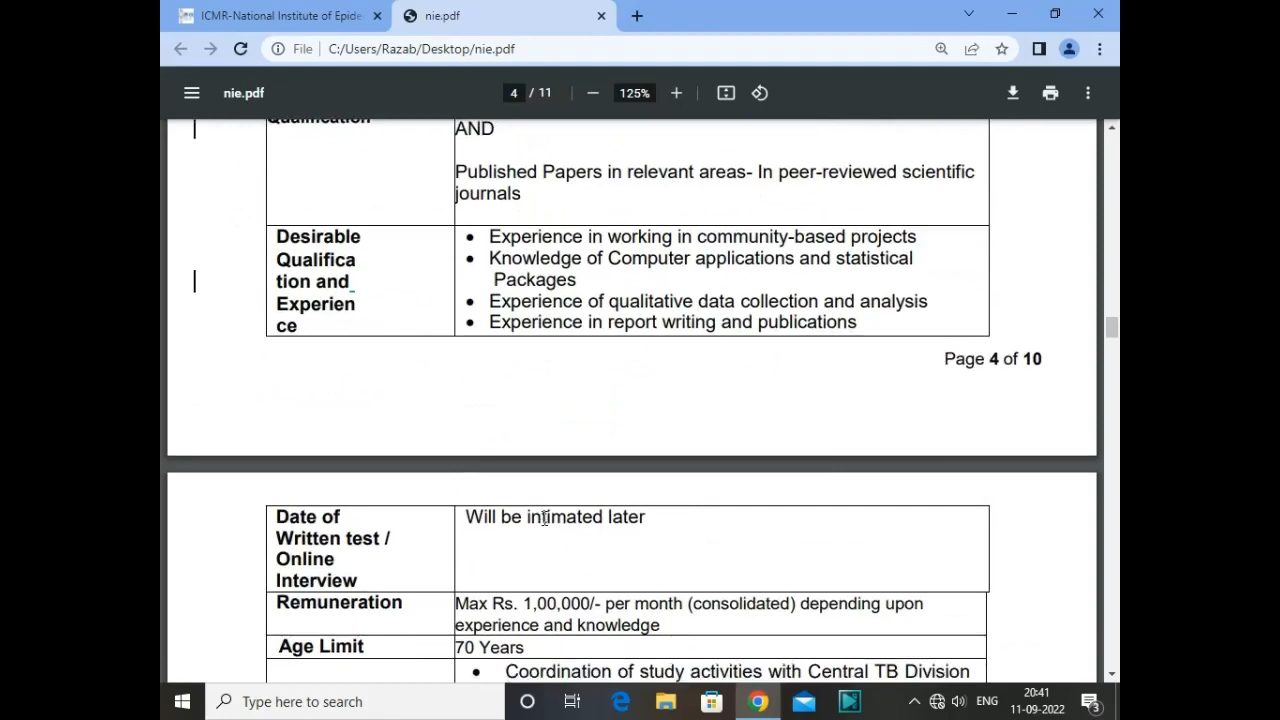 ICMR-National Institute of Epide
nie.pdf
File
C:/Users/Razab/Desktop/nie.pdf
nie.pdf
4 / 11
125%
Qualification
AND
Published Papers in relevant areas- In peer-reviewed scientific
journals
Desirable
Qualifica
tion and
Experien
ce
• Experience in working in community-based projects
• Knowledge of Computer applications and statistical
Packages
• Experience of qualitative data collection and analysis
• Experience in report writing and publications
Page 4 of 10
Date of
Written test /
Online
Interview
Will be intimated later
Remuneration
Max Rs. 1,00,000/- per month (consolidated) depending upon
experience and knowledge
Age Limit
70 Years
• Coordination of study activities with Central TB Division
Type here to search
ENG
20:41
11-09-2022
3